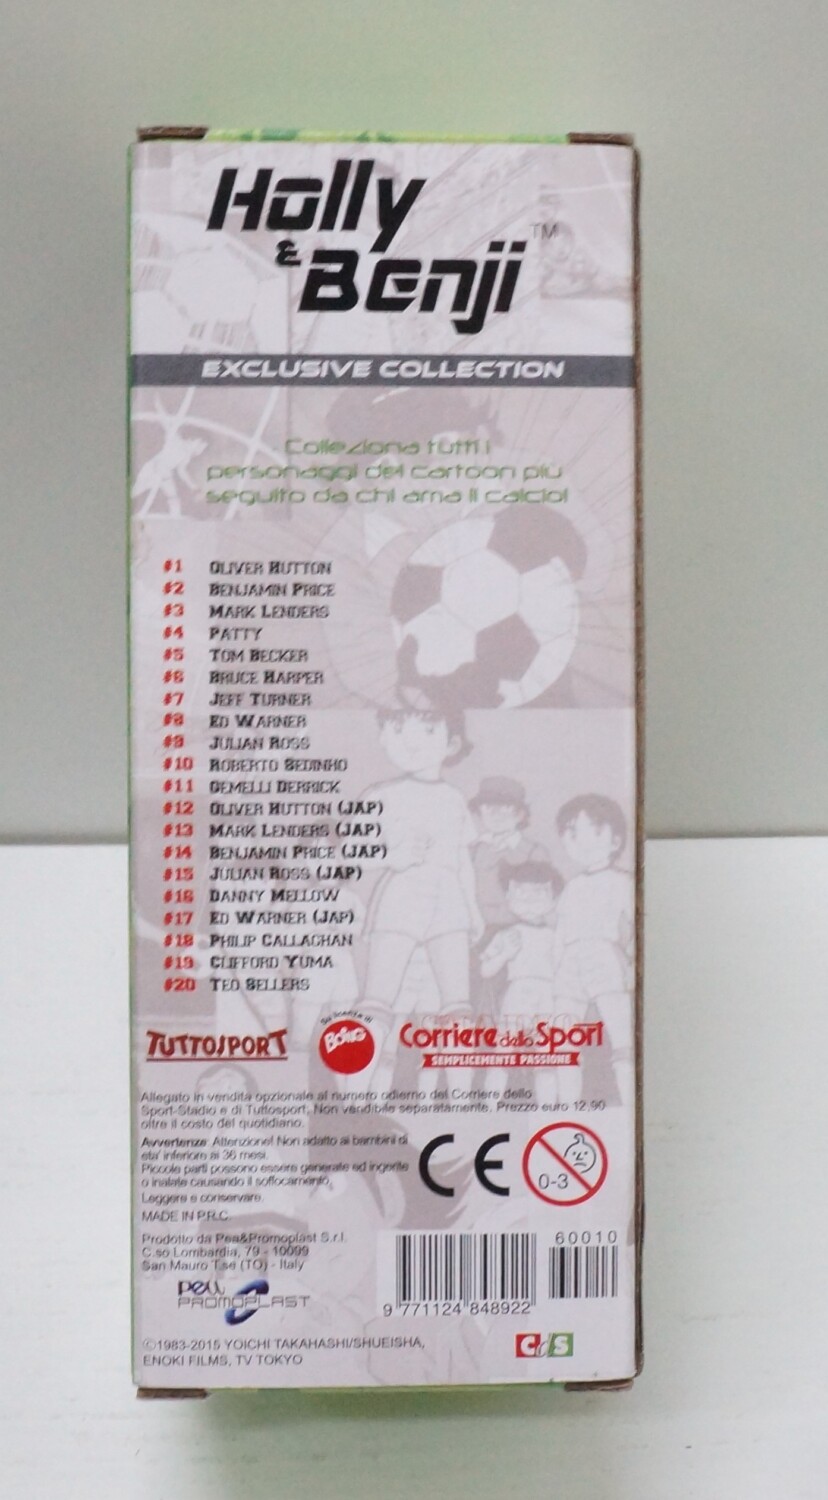 Holly
& Benji ™
EXCLUSIVE COLLECTION
Colleziona tutti i
personaggi del cartoon più
seguito da chi ama il calcio!
#1 OLIVER HUTTON
#2 BENJAMIN PRICE
#3 MARK LENDERS
#4 PATTY
#5 TOM BECKER
#6 BRUCE HARPER
#7 JEFF TURNER
#8 ED WARNER
#9 JULIAN ROSS
#10 ROBERTO SEDINHO
#11 GEMELLI DERRICK
#12 OLIVER HUTTON (JAP)
#13 MARK LENDERS (JAP)
#14 BENJAMIN PRICE (JAP)
#15 JULIAN ROSS (JAP)
#16 DANNY MELLOW
#17 ED WARNER (JAP)
#18 PHILIP CALLAGHAN
#19 CLIFFORD YUMA
#20 TED SELLERS
TUTTOSPORT
Su licenza di
Boing
Corriere dello Sport
SEMPLICEMENTE PASSIONE
Allegato in vendita opzionale al numero odierno del Corriere dello
Sport-Stadio e di Tuttosport. Non vendibile separatamente. Prezzo euro 12,90
oltre il costo del quotidiano.
Avvertenze: Attenzione! Non adatto ai bambini di
eta' inferiore ai 36 mesi.
Piccole parti possono essere generate ed ingerite
o inalate causando il soffocamento.
Leggere e conservare.
MADE IN P.R.C.
CE
0-3
Prodotto da Pea&Promoplast S.r.l.
C.so Lombardia, 79 - 10099
San Mauro T.se (TO) - Italy
pea
PROMOPLAST
60010
9 771124 848922
©1983-2015 YOICHI TAKAHASHI/SHUEISHA,
ENOKI FILMS, TV TOKYO
CdS